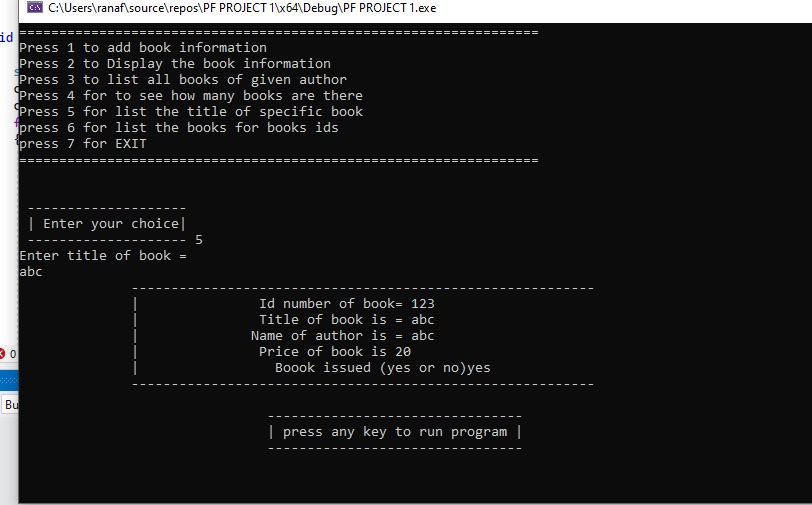 C:\Users\ranaf\source\repos\PF PROJECT 1\x64\Debug\PF PROJECT 1.exe
id
==================================================================
Press 1 to add book information
Press 2 to Display the book information
Press 3 to list all books of given author
Press 4 for to see how many books are there
Press 5 for list the title of specific book
press 6 for list the books for books ids
press 7 for EXIT
==================================================================
--------------------
| Enter your choice|
-------------------- 5
Enter title of book =
abc
----------------------------------------------------------
| Id number of book= 123
| Title of book is = abc
| Name of author is = abc
| Price of book is 20
| Boook issued (yes or no)yes
----------------------------------------------------------
--------------------------------
| press any key to run program |
--------------------------------
0
Bu